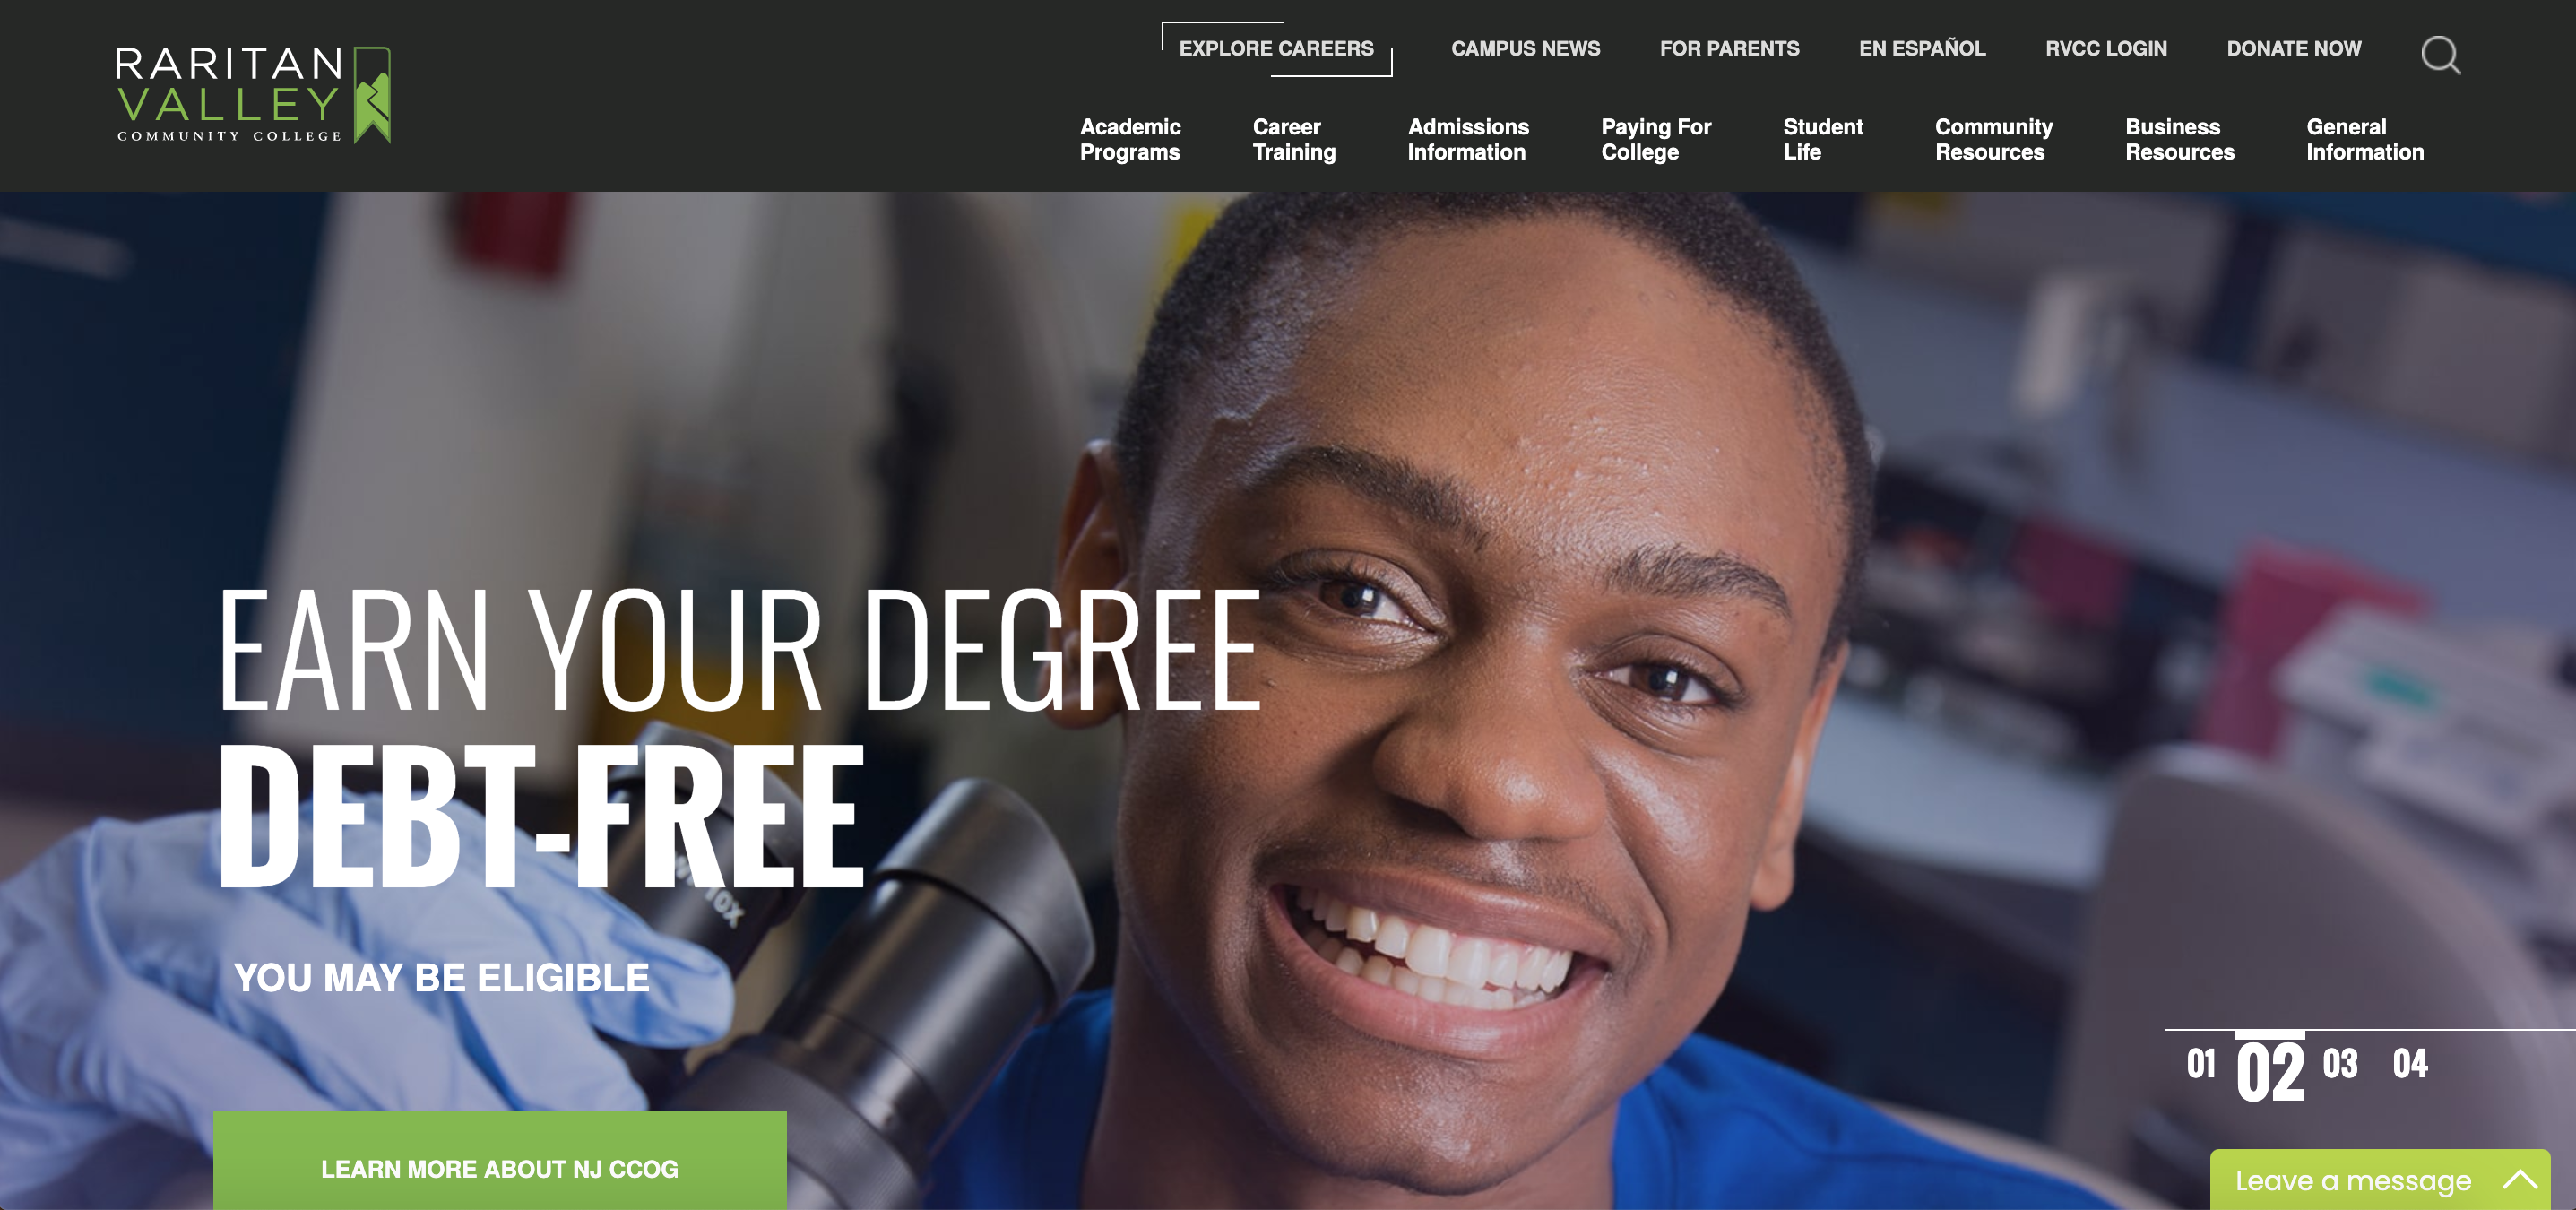 RARITAN
VALLEY
COMMUNITY COLLEGE
EXPLORE CAREERS
CAMPUS NEWS
FOR PARENTS
EN ESPAÑOL
RVCC LOGIN
DONATE NOW
Academic
Programs
Career
Training
Admissions
Information
Paying For
College
Student
Life
Community
Resources
Business
Resources
General
Information
EARN YOUR DEGREE
DEBT-FREE
10X
YOU MAY BE ELIGIBLE
LEARN MORE ABOUT NJ CCOG
01 02 03 04
Leave a message